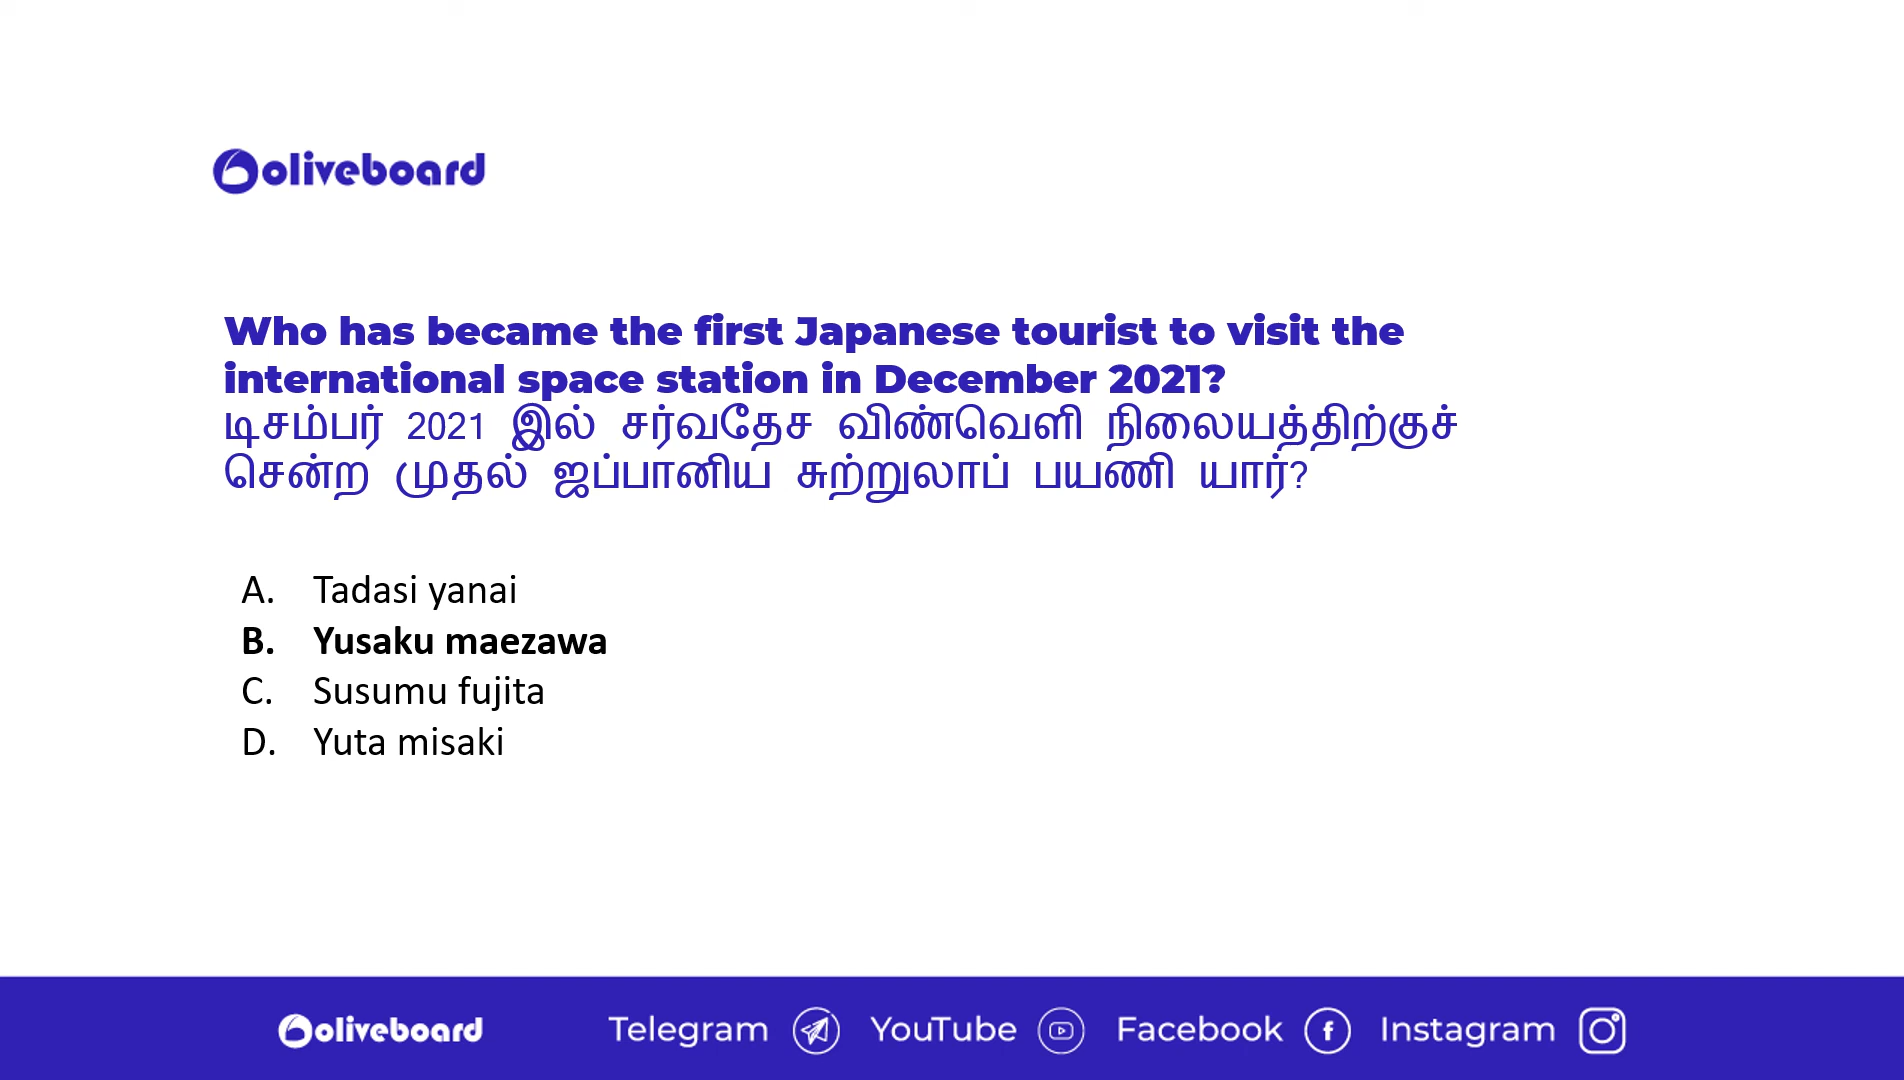 oliveboard
Who has became the first Japanese tourist to visit the
international space station in December 2021?
டிசம்பர் 2021 இல் சர்வதேச விண்வெளி நிலையத்திற்குச்
சென்ற முதல் ஜப்பானிய சுற்றுலாப் பயணி யார்?
A. Tadasi yanai
B. Yusaku maezawa
C. Susumu fujita
D. Yuta misaki
oliveboard Telegram YouTube Facebook Instagram